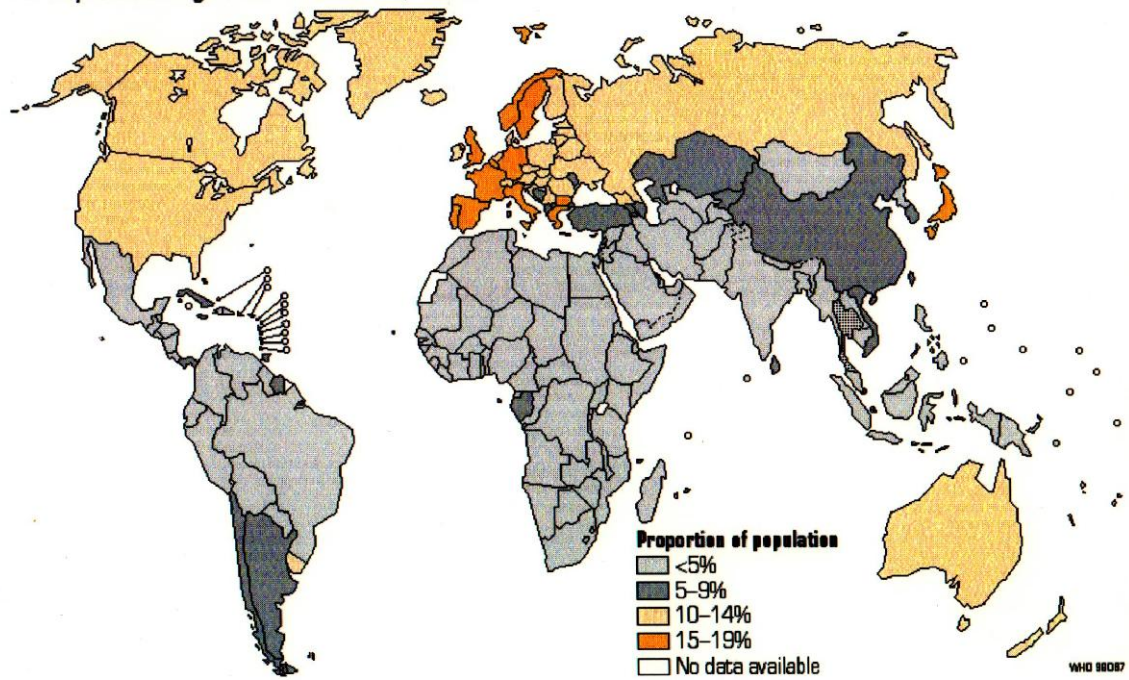 Proportion of population
<5%
5–9%
10–14%
15–19%
No data available
WHO 98087